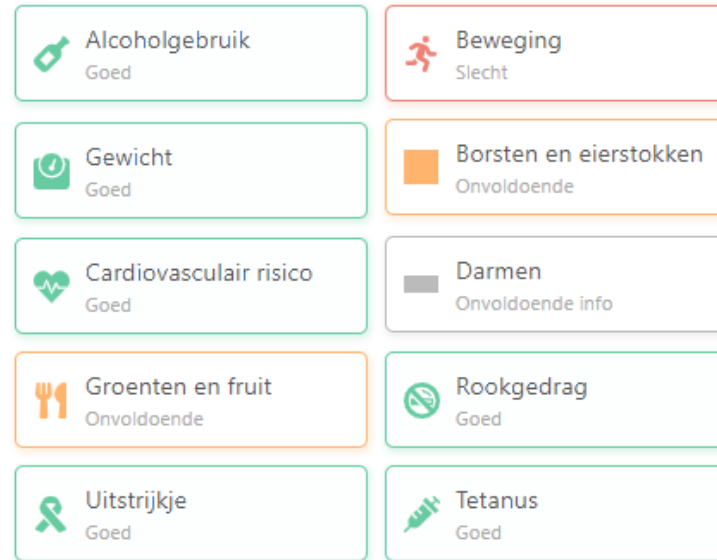 Alcoholgebruik
Goed
Beweging
Slecht
Gewicht
Goed
Borsten en eierstokken
Onvoldoende
Cardiovasculair risico
Goed
Darmen
Onvoldoende info
Groenten en fruit
Onvoldoende
Rookgedrag
Goed
Uitstrijkje
Goed
Tetanus
Goed